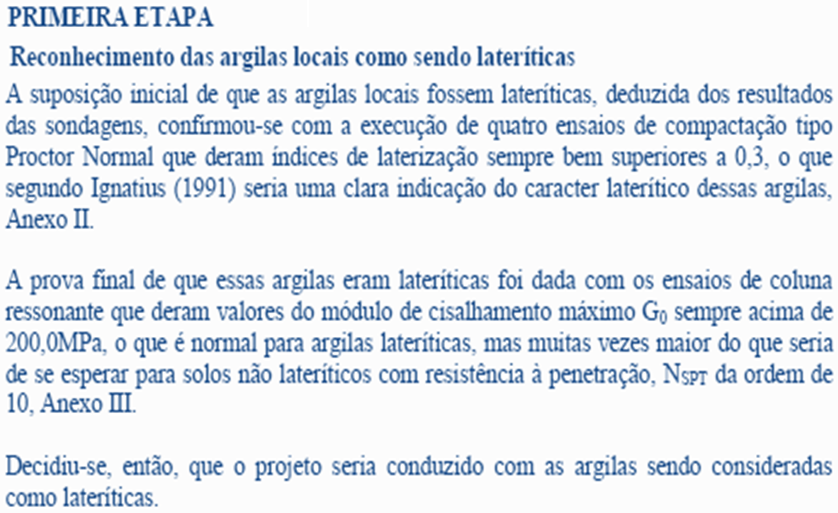 PRIMEIRA ETAPA
Reconhecimento das argilas locais como sendo lateríticas
A suposição inicial de que as argilas locais fossem lateríticas, deduzida dos resultados
das sondagens, confirmou-se com a execução de quatro ensaios de compactação tipo
Proctor Normal que deram índices de laterização sempre bem superiores a 0,3, o que
segundo Ignatius (1991) seria uma clara indicação do caracter laterítico dessas argilas,
Anexo II.
A prova final de que essas argilas eram lateríticas foi dada com os ensaios de coluna
ressonante que deram valores do módulo de cisalhamento máximo G₀ sempre acima de
200,0MPa, o que é normal para argilas lateríticas, mas muitas vezes maior do que seria
de se esperar para solos não lateríticos com resistência à penetração, NSPT da ordem de
10, Anexo III.
Decidiu-se, então, que o projeto seria conduzido com as argilas sendo consideradas
como lateríticas.